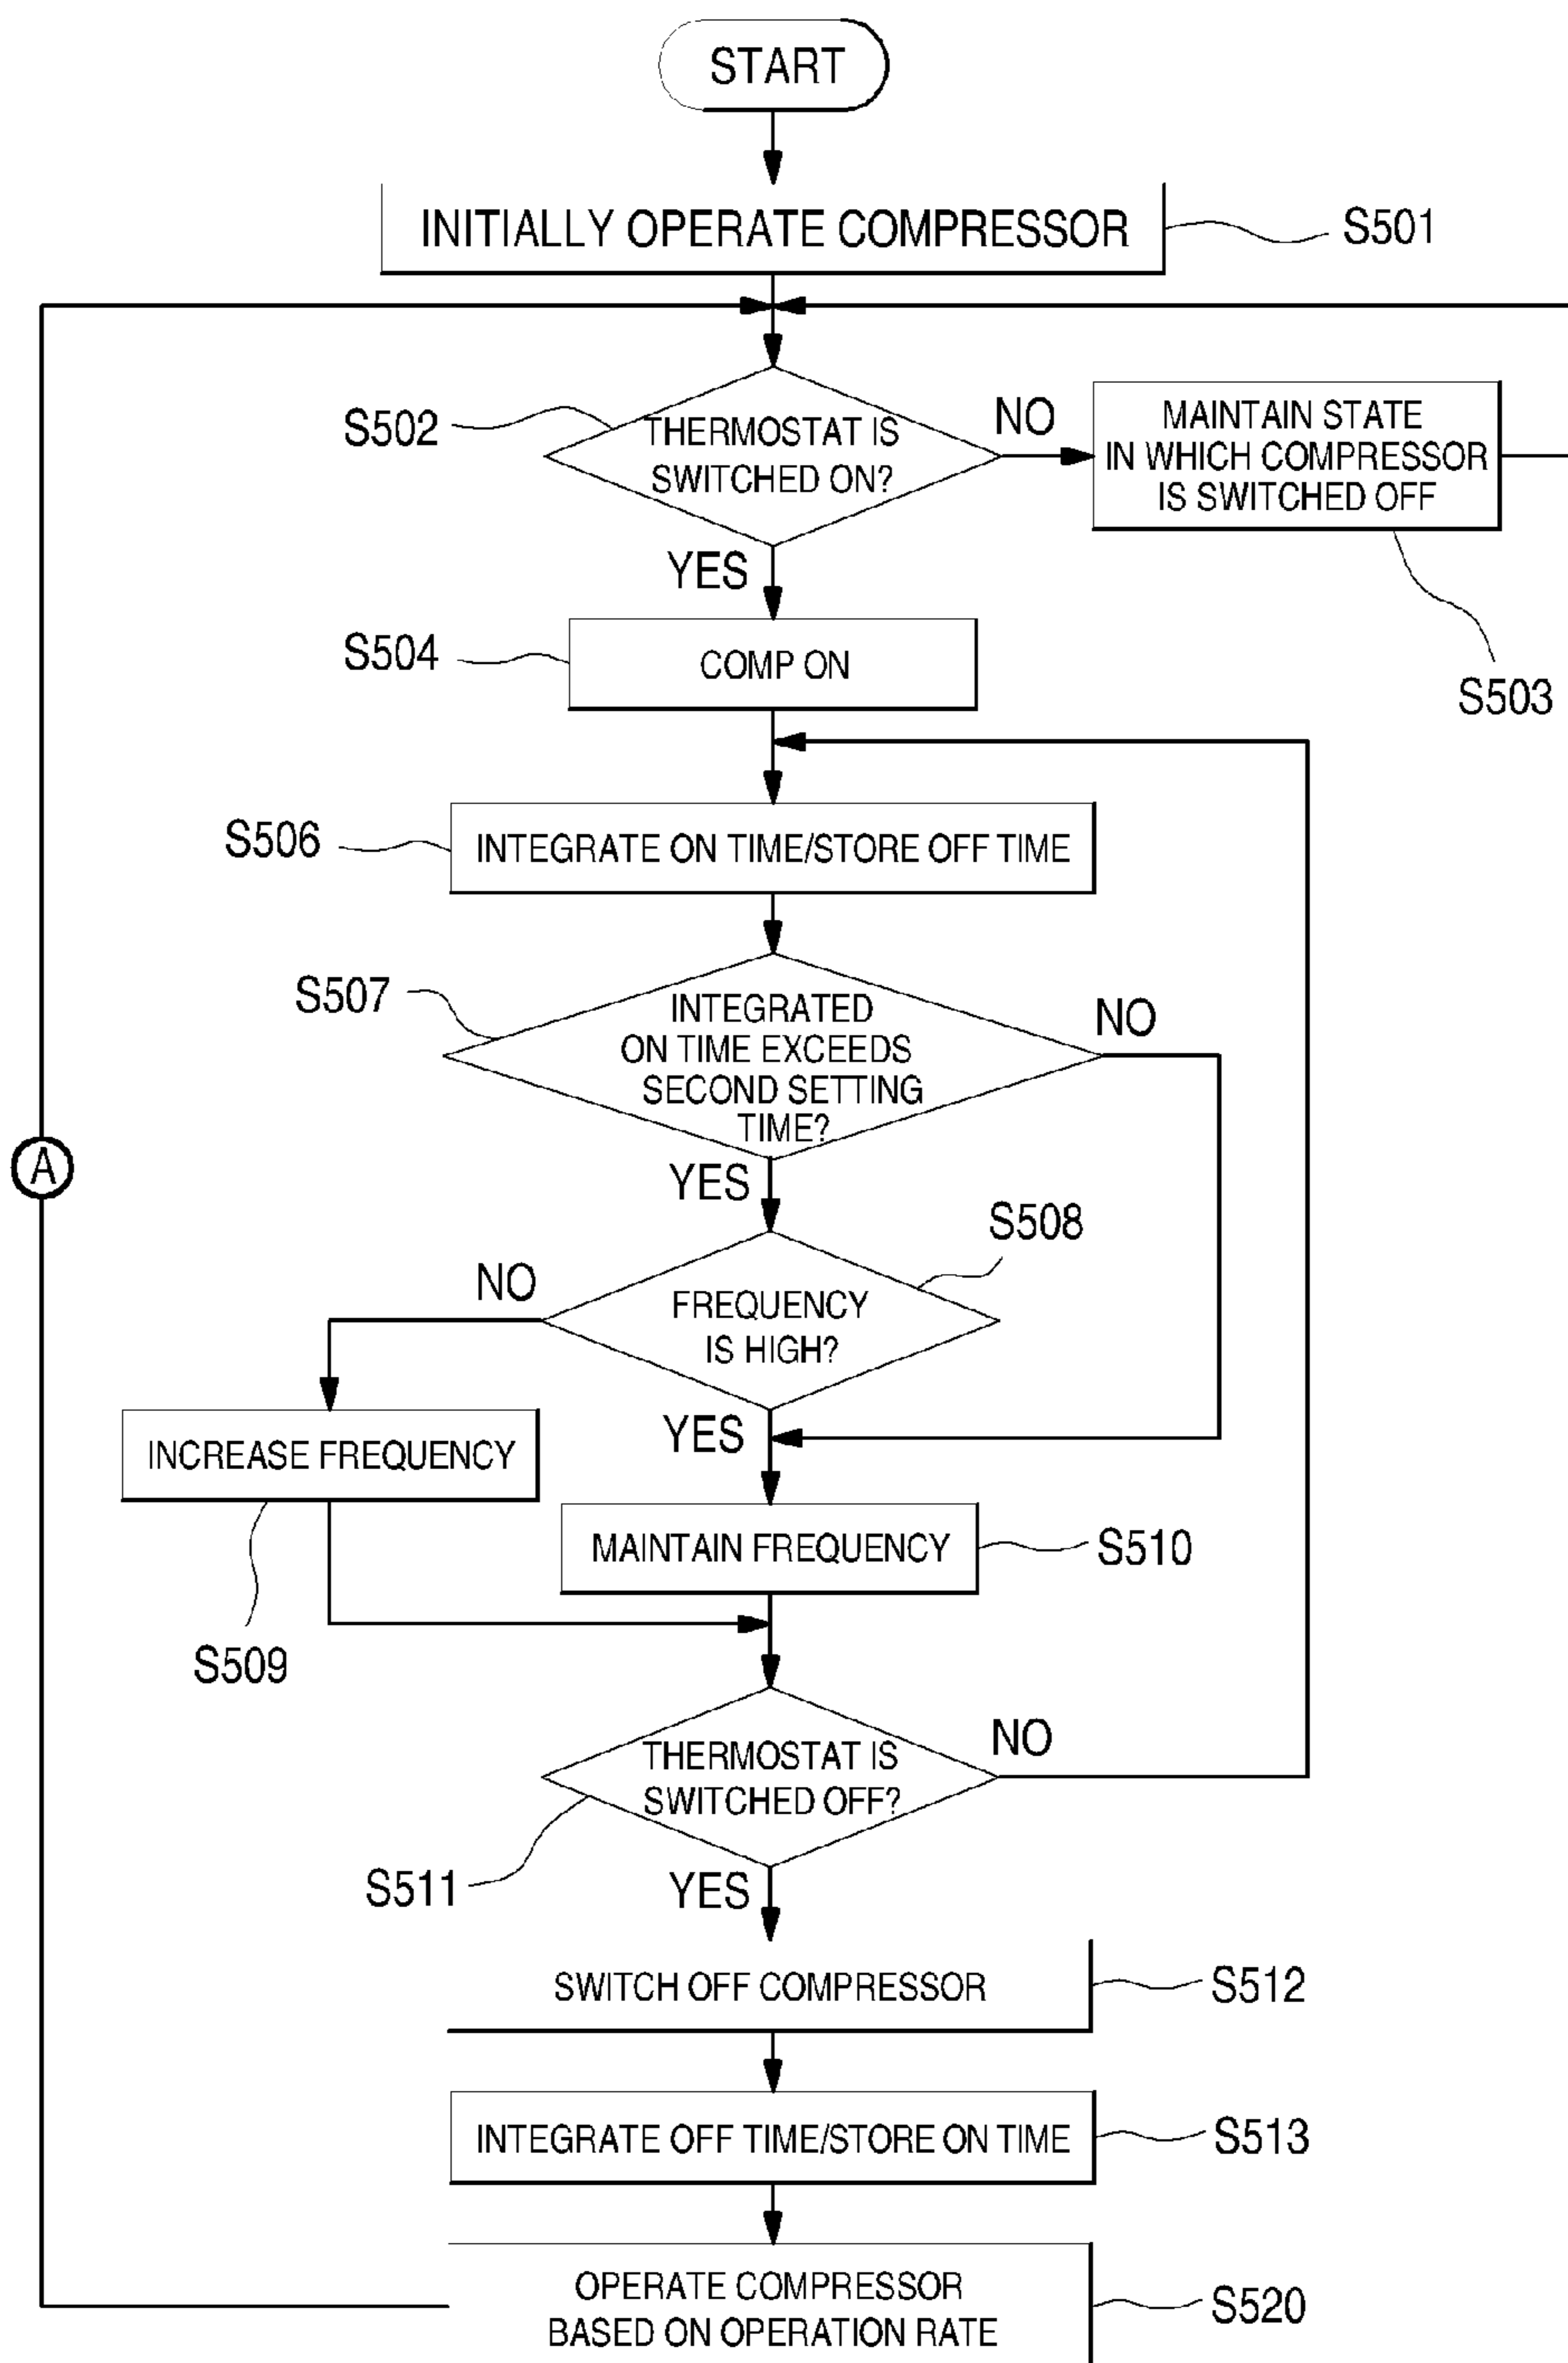 START
INITIALLY OPERATE COMPRESSOR
S501
S502
THERMOSTAT IS
SWITCHED ON?
NO
MAINTAIN STATE
IN WHICH COMPRESSOR
IS SWITCHED OFF
S503
YES
S504
COMP ON
S506
INTEGRATE ON TIME/STORE OFF TIME
S507
INTEGRATED
ON TIME EXCEEDS
SECOND SETTING
TIME?
NO
A
YES
S508
NO
FREQUENCY
IS HIGH?
YES
INCREASE FREQUENCY
S509
MAINTAIN FREQUENCY
S510
THERMOSTAT IS
SWITCHED OFF?
NO
S511
YES
SWITCH OFF COMPRESSOR
S512
INTEGRATE OFF TIME/STORE ON TIME
S513
OPERATE COMPRESSOR
BASED ON OPERATION RATE
S520